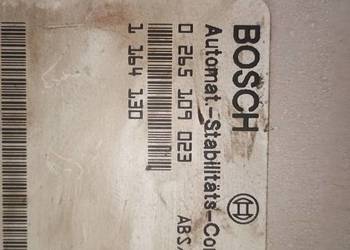 BOSCH
Automat.-Stabilitäts-Co
0 265 109 023
ABS
1 164 130